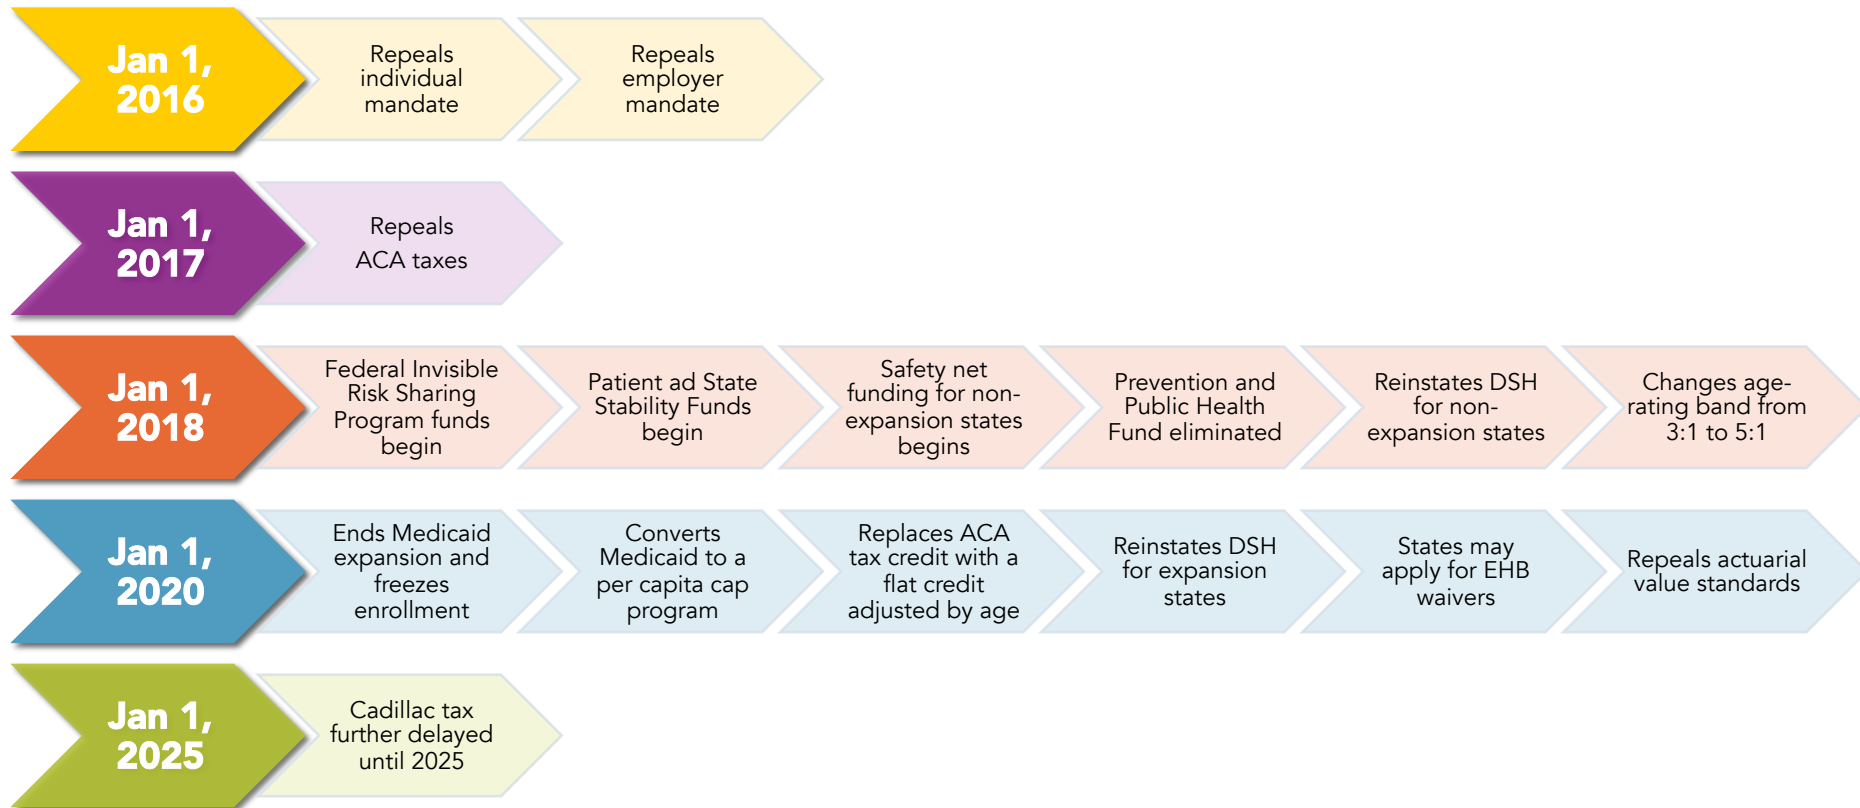 Jan 1,
2016
Repeals
individual
mandate
Repeals
employer
mandate
Jan 1,
2017
Repeals
ACA taxes
Jan 1,
2018
Federal Invisible
Risk Sharing
Program funds
begin
Patient ad State
Stability Funds
begin
Safety net
funding for non-
expansion states
begins
Prevention and
Public Health
Fund eliminated
Reinstates DSH
for non-
expansion states
Changes age-
rating band from
3:1 to 5:1
Jan 1,
2020
Ends Medicaid
expansion and
freezes
enrollment
Converts
Medicaid to a
per capita cap
program
Replaces ACA
tax credit with a
flat credit
adjusted by age
Reinstates DSH
for expansion
states
States may
apply for EHB
waivers
Repeals actuarial
value standards
Jan 1,
2025
Cadillac tax
further delayed
until 2025